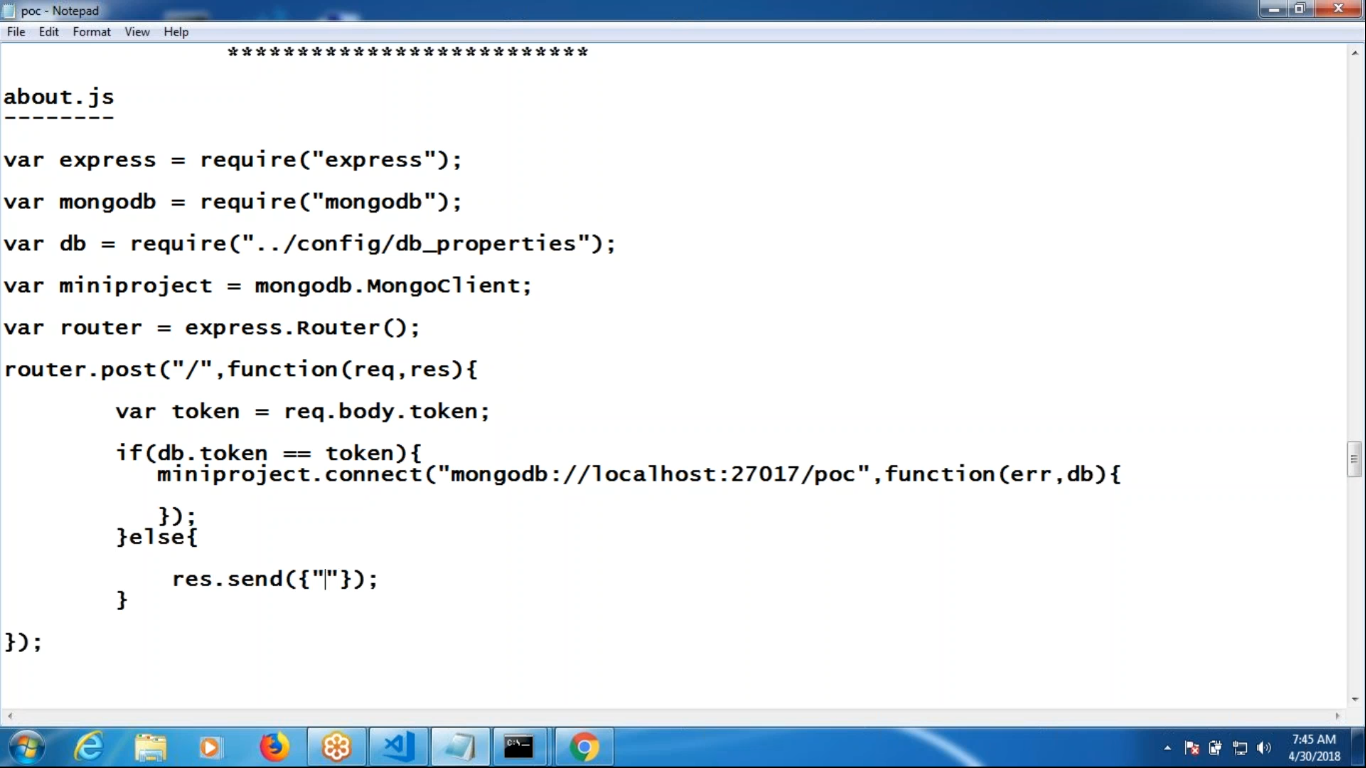 poc - Notepad
File Edit Format View Help
**************************
about.js
--------
var express = require("express");
var mongodb = require("mongodb");
var db = require("../config/db_properties");
var miniproject = mongodb.MongoClient;
var router = express.Router();
router.post("/",function(req,res){
var token = req.body.token;
if(db.token == token){
miniproject.connect("mongodb://localhost:27017/poc",function(err,db){
});
}else{
res.send({""});
}
});
7:45 AM
4/30/2018